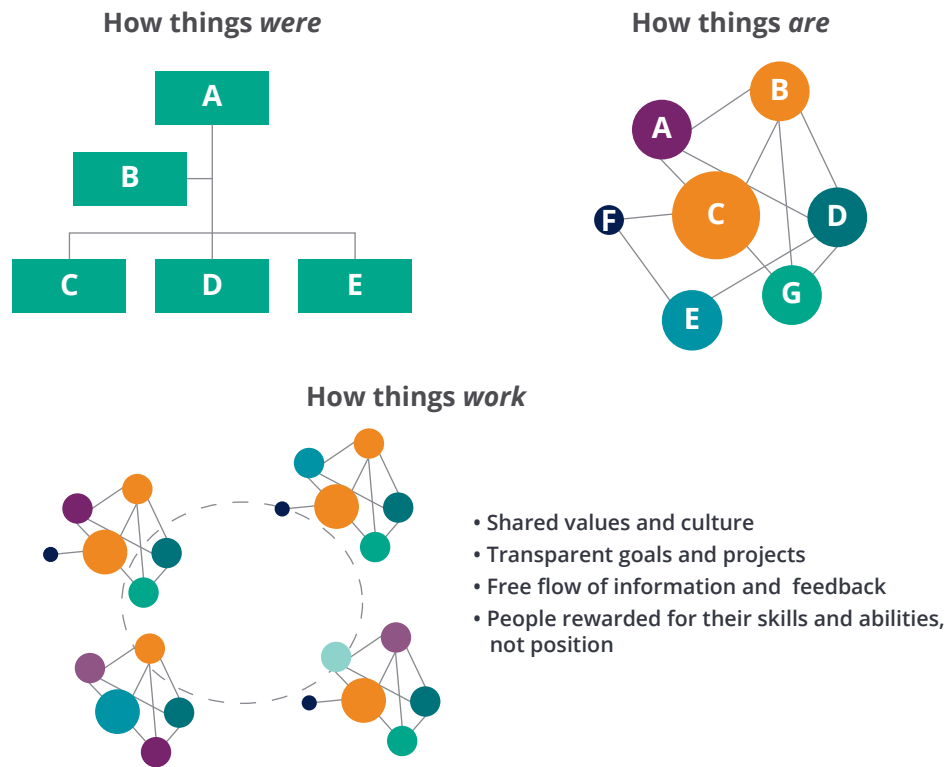 How things were
A
B
C
D
E
How things are
B
A
C
D
F
G
E
How things work
• Shared values and culture
• Transparent goals and projects
• Free flow of information and  feedback
• People rewarded for their skills and abilities,
not position